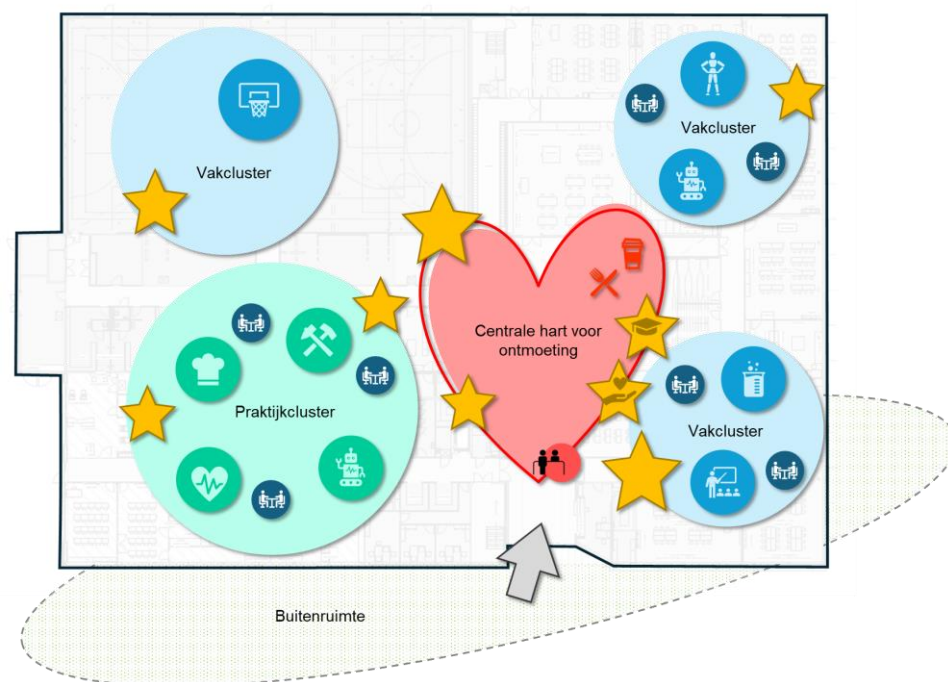 Vakcluster
Vakcluster
Centrale hart voor
ontmoeting
Praktijkcluster
Vakcluster
Buitenruimte